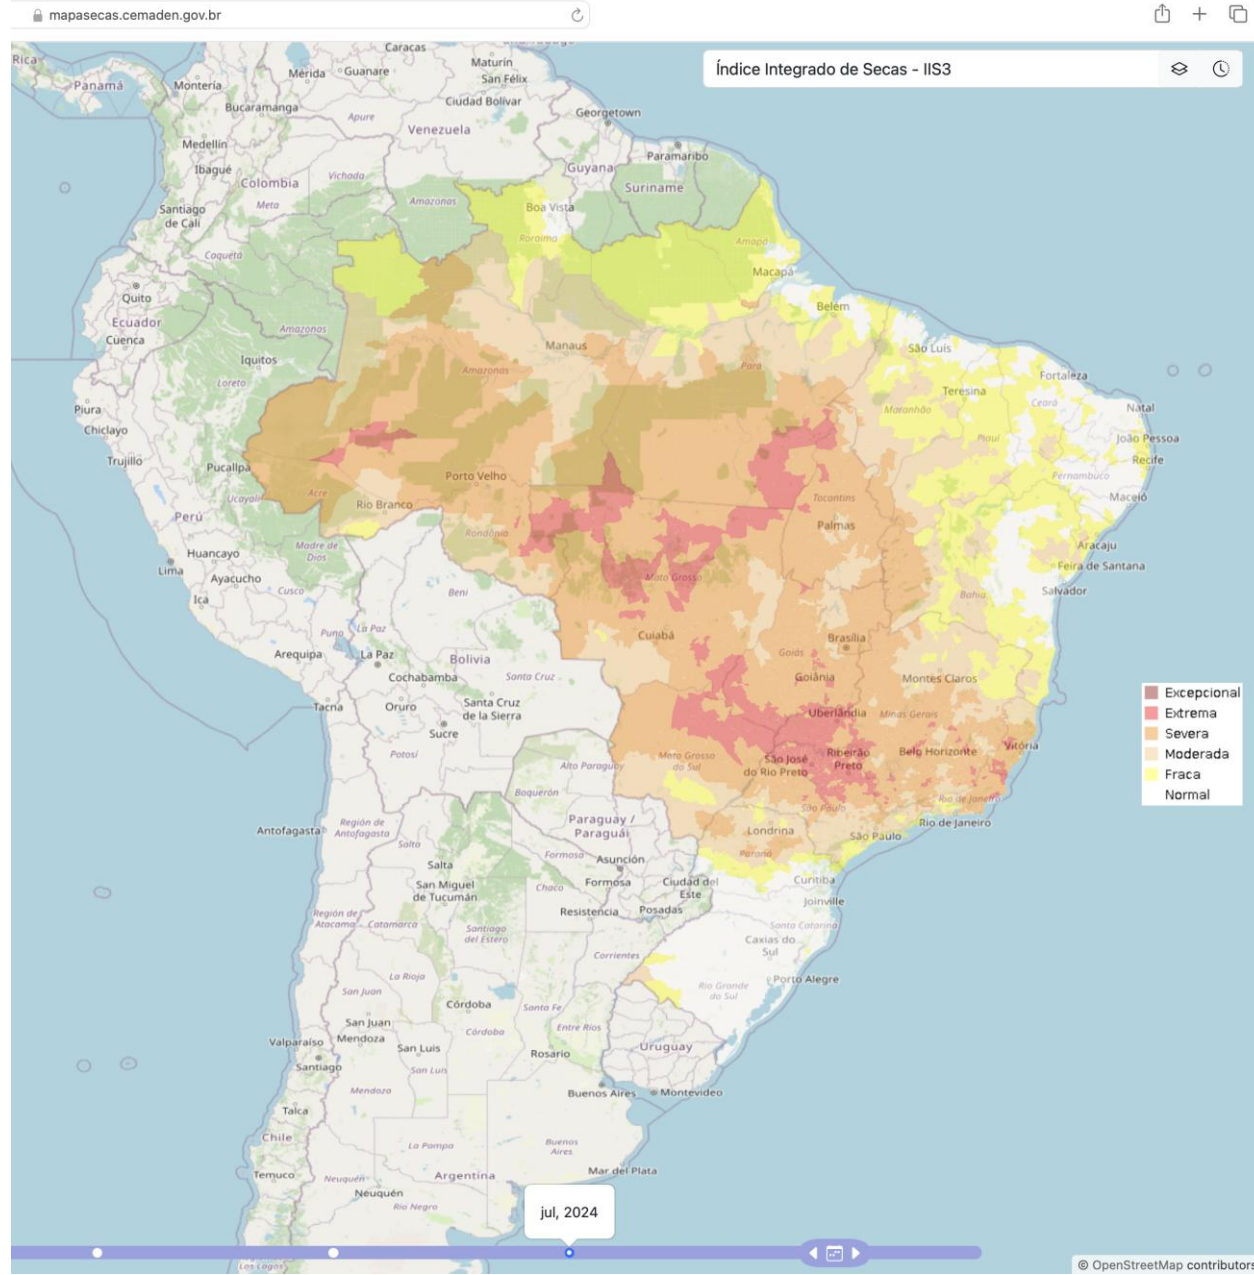 mapasecas.cemaden.gov.br
Índice Integrado de Secas - IIS3
Caracas
Maturín
Rica
Panamá
Montería
Mérida
Guanare
San Félix
Bucaramanga
Ciudad Bolívar
Apure
Georgetown
Venezuela
Medellín
Paramaribo
Ibagué
Guyana
Colombia
Vichada
Suriname
Meta
Amazonas
Boa Vista
Santiago
de Cali
Roraima
Amapá
Caquetá
Macapá
Quito
Belém
Ecuador
Amazonas
Cuenca
Manaus
São Luís
Iquitos
Amazonas
Pará
Fortaleza
Loreto
Teresina
Ceará
Piura
Maranhão
Natal
Chiclayo
Piauí
João Pessoa
Trujillo
Pucallpa
Porto Velho
Recife
Pernambuco
Acre
Ucayali
Rio Branco
Tocantins
Maceió
Perú
Palmas
Rondônia
Huancayo
Madre de
Dios
Aracaju
Lima
Ayacucho
Cusco
Mato Grosso
Feira de Santana
Ica
Beni
Bahia
Salvador
Puno
La Paz
Cuiabá
Brasília
Arequipa
La Paz
Bolivia
Goiás
Cochabamba
Santa Cruz
Goiânia
Montes Claros
Tacna
Oruro
Santa Cruz
de la Sierra
Uberlândia
Minas Gerais
Sucre
Belo Horizonte
Vitória
Potosí
Alto Paraguay
Mato Grosso
do Sul
São José
do Rio Preto
Ribeirão
Preto
Boquerón
São Paulo
Rio de Janeiro
Antofagasta
Región de
Antofagasta
Paraguay /
Paraguái
Londrina
São Paulo
Rio de Janeiro
Salta
Paraná
Salta
Formosa
Asunción
San Miguel
de Tucumán
Chaco
Formosa
Ciudad del
Este
Curitiba
Joinville
Región de
Atacama
Catamarca
Resistencia
Posadas
Santiago
del Estero
Santa Catarina
Corrientes
Caxias do
Sul
La Rioja
Porto Alegre
San Juan
Rio Grande
do Sul
Córdoba
Santa Fe
San Juan
Córdoba
Entre Ríos
Valparaíso
Mendoza
San Luis
Rosario
Uruguay
Santiago
San Luis
Mendoza
Buenos Aires
Montevideo
Talca
Chile
La Pampa
Buenos
Aires
Temuco
Neuquén
Argentina
Mar del Plata
Neuquén
Río Negro
Los Lagos
Excepcional
Extrema
Severa
Moderada
Fraca
Normal
jul, 2024
© OpenStreetMap contributors